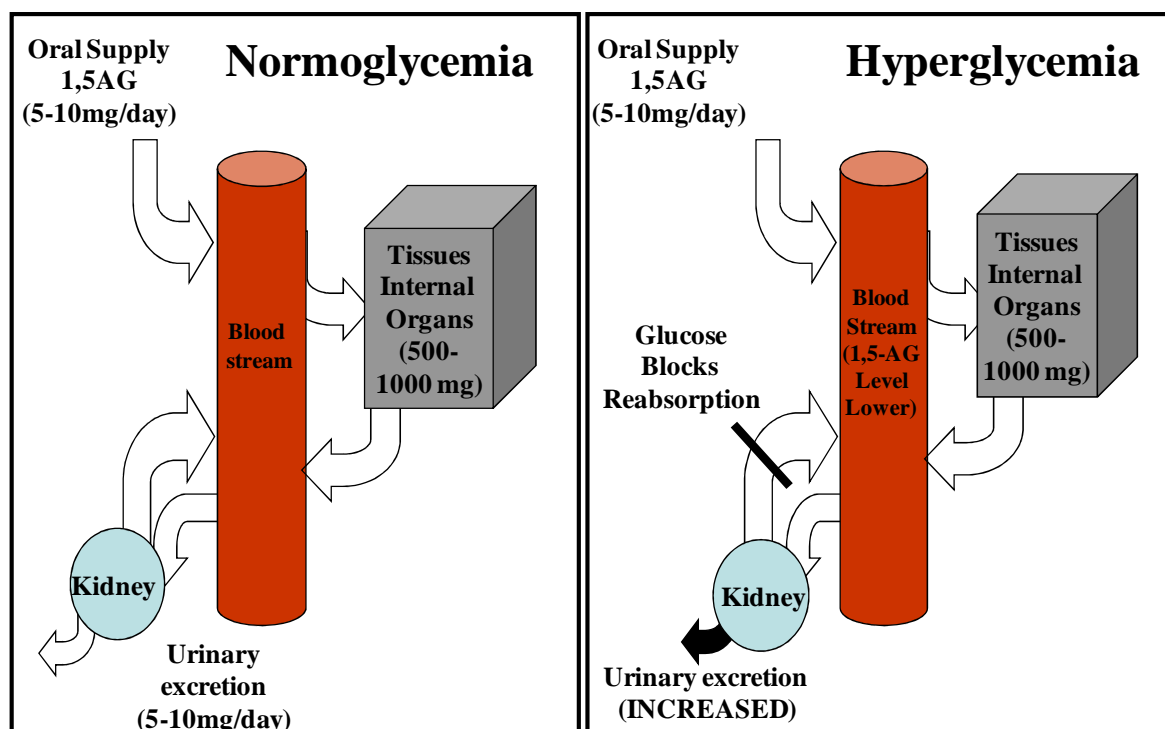 Oral Supply
1,5AG
(5-10mg/day)
Normoglycemia
Tissues
Internal
Organs
(500-
1000 mg)
Blood
stream
Kidney
Urinary
excretion
(5-10mg/day)
Oral Supply
1,5AG
(5-10mg/day)
Hyperglycemia
Tissues
Internal
Organs
(500-
1000 mg)
Blood
Stream
(1,5-AG
Level
Lower)
Glucose
Blocks
Reabsorption
Kidney
Urinary excretion
(INCREASED)